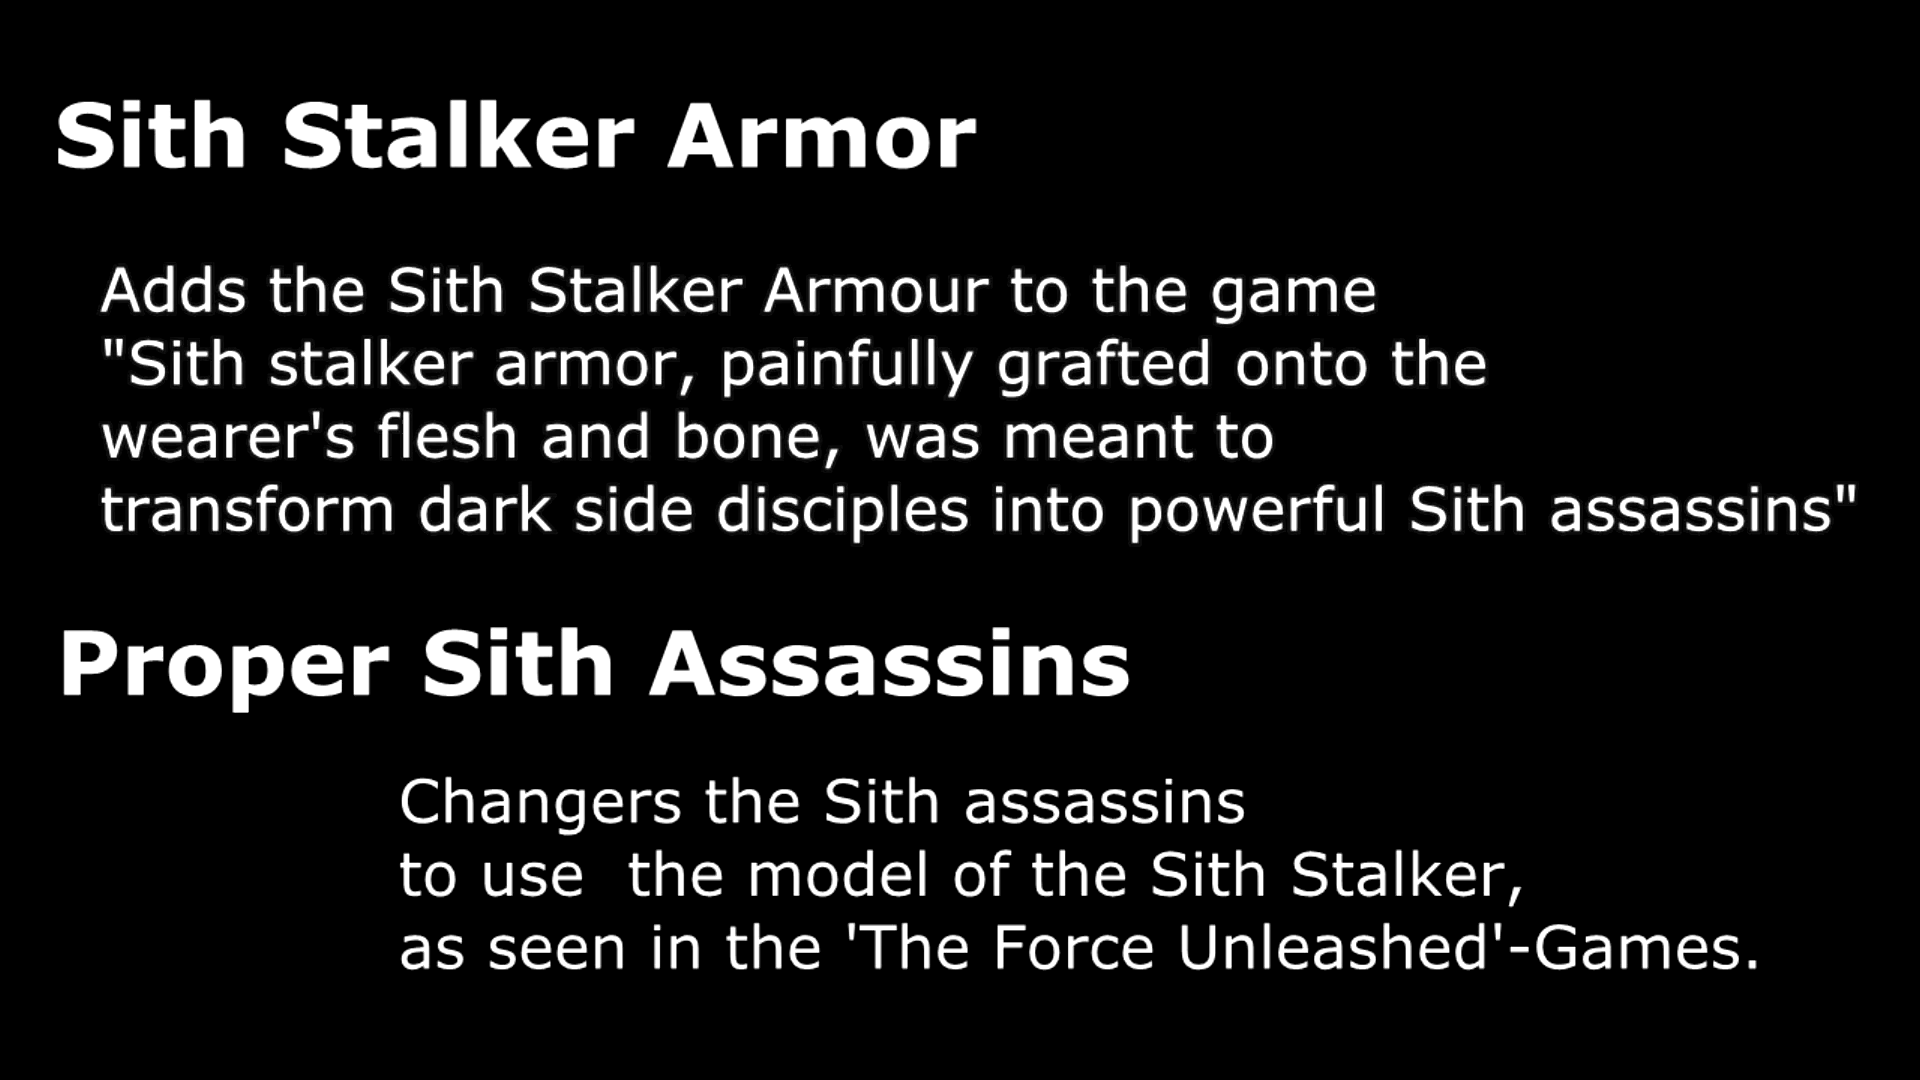 Sith Stalker Armor
Adds the Sith Stalker Armour to the game
"Sith stalker armor, painfully grafted onto the
wearer's flesh and bone, was meant to
transform dark side disciples into powerful Sith assassins"
Proper Sith Assassins
Changers the Sith assassins
to use  the model of the Sith Stalker,
as seen in the 'The Force Unleashed'-Games.